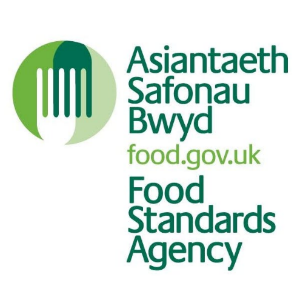 Asiantaeth
Safonau
Bwyd
food.gov.uk
Food
Standards
Agency